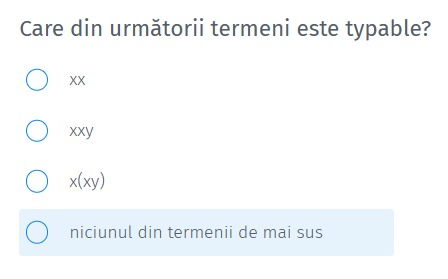 Care din următorii termeni este typable?
xx
xxy
x(xy)
niciunul din termenii de mai sus